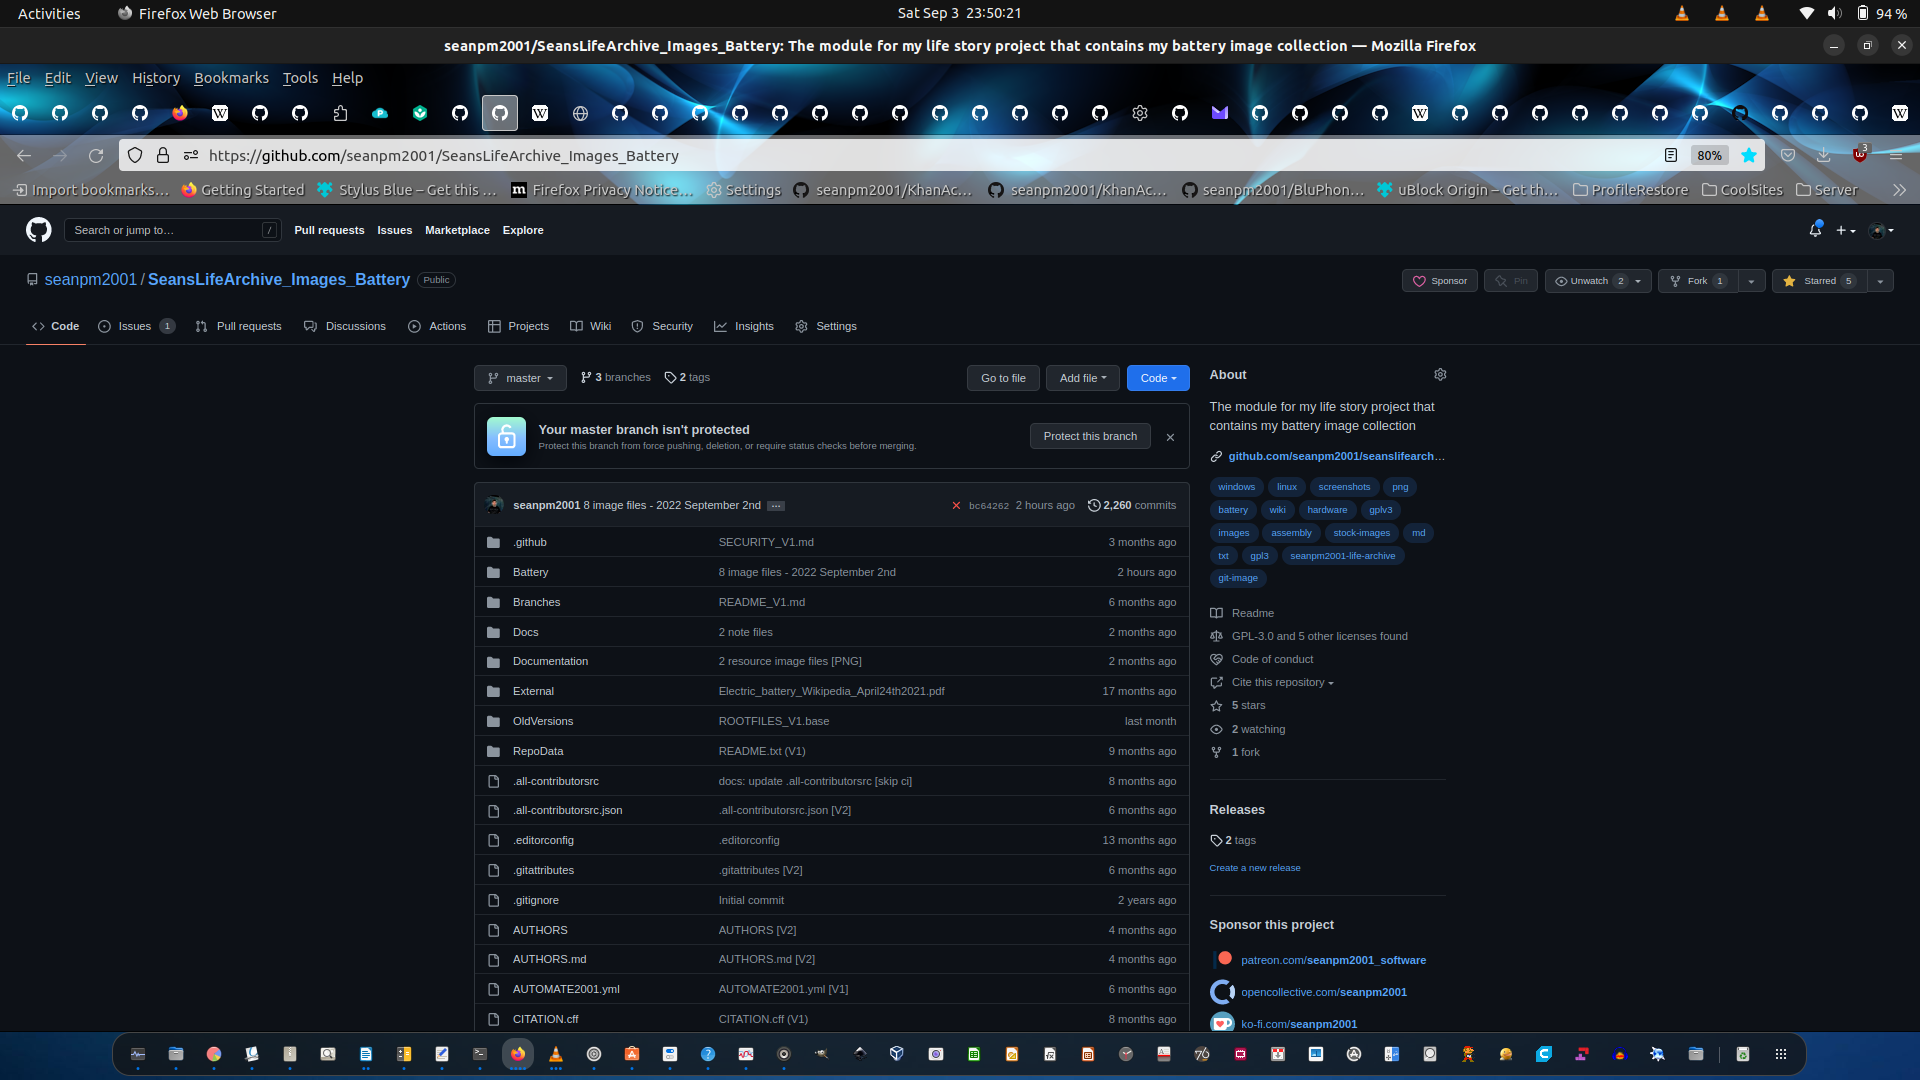 Activities Firefox Web Browser Sat Sep 3 23:50:21 94 %
seanpm2001/SeansLifeArchive_Images_Battery: The module for my life story project that contains my battery image collection — Mozilla Firefox
File Edit View History Bookmarks Tools Help
https://github.com/seanpm2001/SeansLifeArchive_Images_Battery 80% 3
Import bookmarks… Getting Started Stylus Blue – Get this … Firefox Privacy Notice… Settings seanpm2001/KhanAc… seanpm2001/KhanAc… seanpm2001/BluPhon… uBlock Origin – Get th… ProfileRestore CoolSites Server
Search or jump to… / Pull requests Issues Marketplace Explore
seanpm2001 / SeansLifeArchive_Images_Battery Public Sponsor Pin Unwatch 2 Fork 1 Starred 5
Code Issues 1 Pull requests Discussions Actions Projects Wiki Security Insights Settings
master 3 branches 2 tags Go to file Add file Code
Your master branch isn't protected
Protect this branch from force pushing, deletion, or require status checks before merging.
Protect this branch
seanpm2001 8 image files - 2022 September 2nd … bc64262 2 hours ago 2,260 commits
.github SECURITY_V1.md 3 months ago
Battery 8 image files - 2022 September 2nd 2 hours ago
Branches README_V1.md 6 months ago
Docs 2 note files 2 months ago
Documentation 2 resource image files [PNG] 2 months ago
External Electric_battery_Wikipedia_April24th2021.pdf 17 months ago
OldVersions ROOTFILES_V1.base last month
RepoData README.txt (V1) 9 months ago
.all-contributorsrc docs: update .all-contributorsrc [skip ci] 8 months ago
.all-contributorsrc.json .all-contributorsrc.json [V2] 6 months ago
.editorconfig .editorconfig 13 months ago
.gitattributes .gitattributes [V2] 6 months ago
.gitignore Initial commit 2 years ago
AUTHORS AUTHORS [V2] 4 months ago
AUTHORS.md AUTHORS.md [V2] 4 months ago
AUTOMATE2001.yml AUTOMATE2001.yml [V1] 6 months ago
CITATION.cff CITATION.cff (V1) 8 months ago
About
The module for my life story project that
contains my battery image collection
github.com/seanpm2001/seanslifearch…
windows linux screenshots png
battery wiki hardware gplv3
images assembly stock-images md
txt gpl3 seanpm2001-life-archive
git-image
Readme
GPL-3.0 and 5 other licenses found
Code of conduct
Cite this repository
5 stars
2 watching
1 fork
Releases
2 tags
Create a new release
Sponsor this project
patreon.com/seanpm2001_software
opencollective.com/seanpm2001
ko-fi.com/seanpm2001